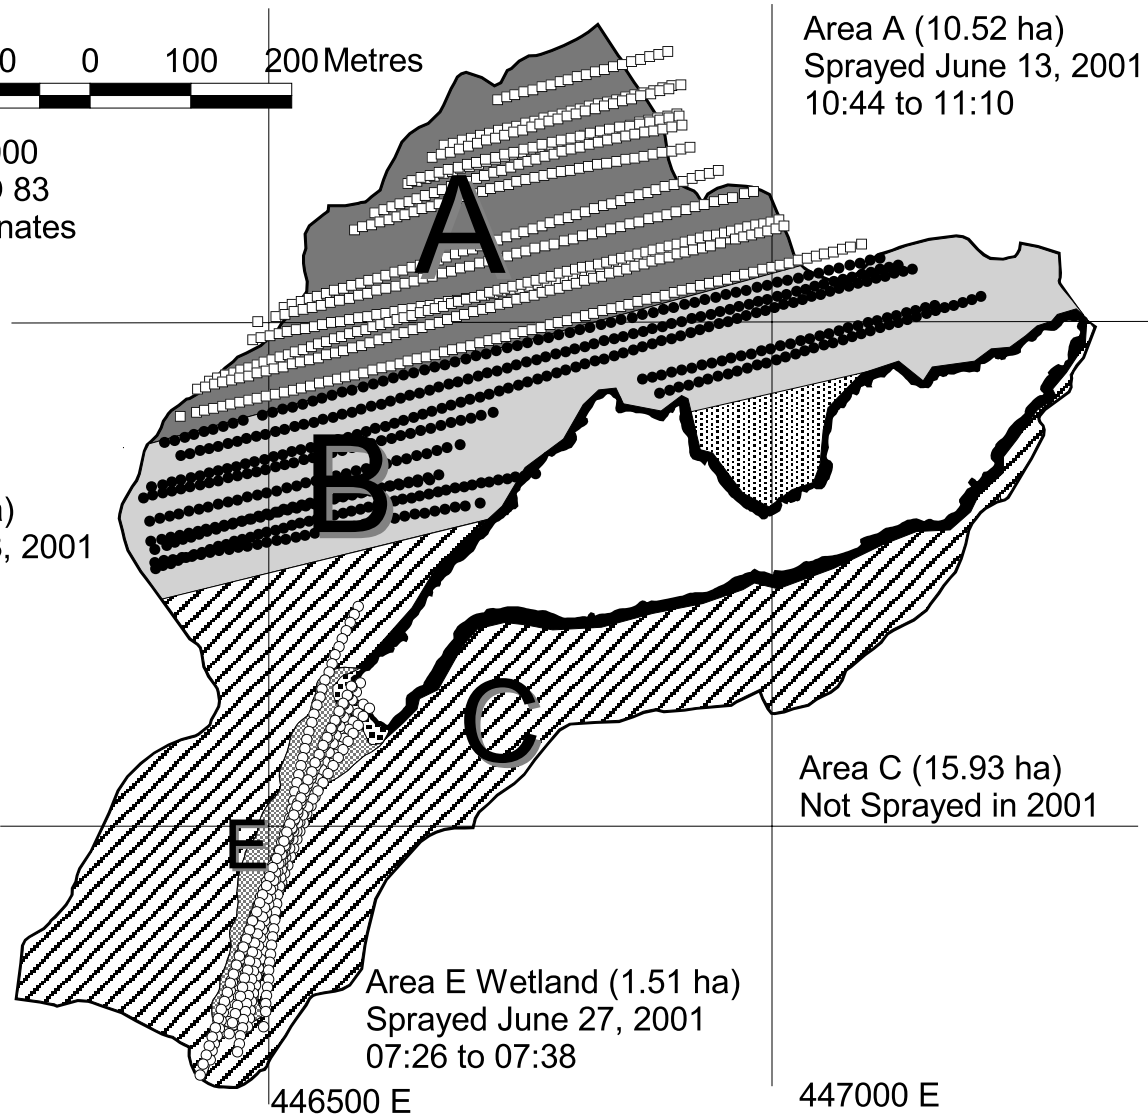 Area A (10.52 ha)
Sprayed June 13, 2001
10:44 to 11:10
0 0 100 200 Metres
00
83
nates
A
B
)
, 2001
C
Area C (15.93 ha)
Not Sprayed in 2001
E
Area E Wetland (1.51 ha)
Sprayed June 27, 2001
07:26 to 07:38
446500 E
447000 E